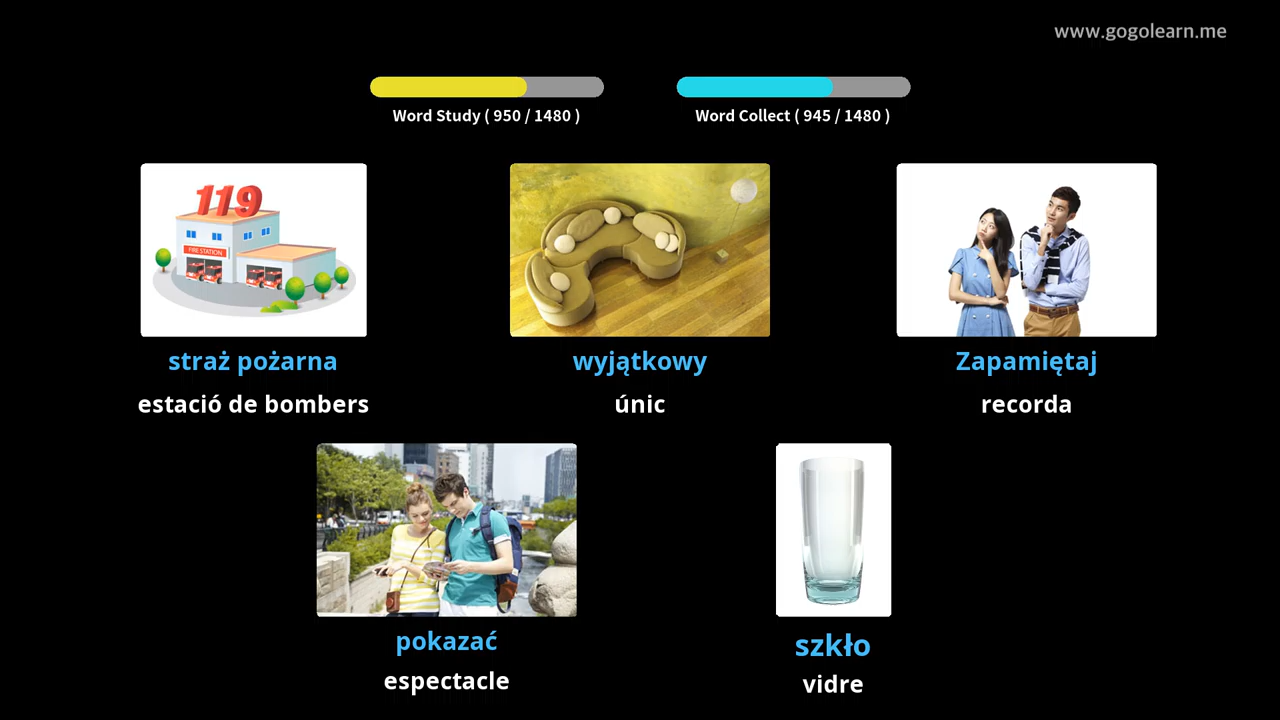 www.gogolearn.me
Word Study ( 950 / 1480 )
Word Collect ( 945 / 1480 )
119
FIRE STATION
straż pożarna
wyjątkowy
Zapamiętaj
estació de bombers
únic
recorda
pokazać
szkło
espectacle
vidre